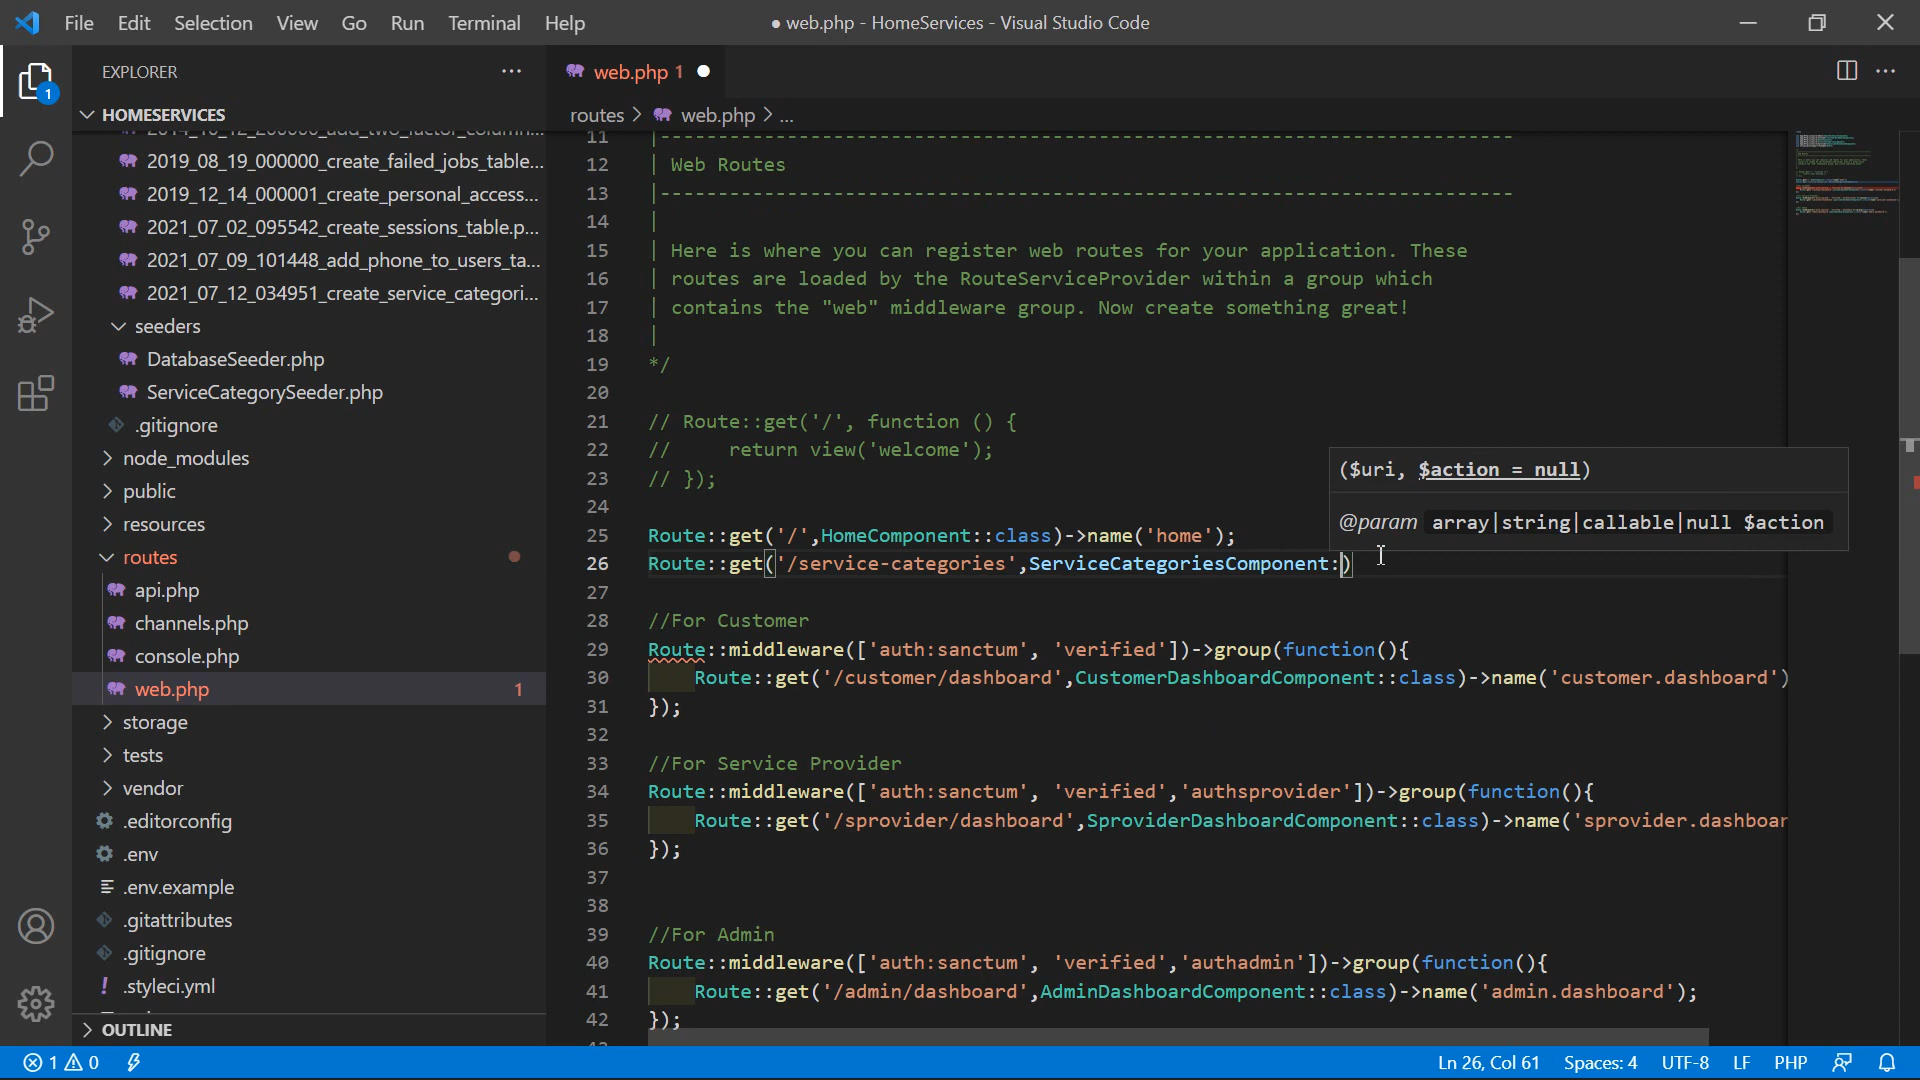 File Edit Selection View Go Run Terminal Help
● web.php - HomeServices - Visual Studio Code
EXPLORER
web.php 1
HOMESERVICES
routes > web.php > ...
2019_08_19_000000_create_failed_jobs_table...
2019_12_14_000001_create_personal_access...
2021_07_02_095542_create_sessions_table.p...
2021_07_09_101448_add_phone_to_users_ta...
2021_07_12_034951_create_service_categori...
seeders
DatabaseSeeder.php
ServiceCategorySeeder.php
.gitignore
node_modules
public
resources
routes
api.php
channels.php
console.php
web.php 1
storage
tests
vendor
.editorconfig
.env
.env.example
.gitattributes
.gitignore
.styleci.yml
OUTLINE
11 |--------------------------------------------------------------------------
12 | Web Routes
13 |--------------------------------------------------------------------------
14 |
15 | Here is where you can register web routes for your application. These
16 | routes are loaded by the RouteServiceProvider within a group which
17 | contains the "web" middleware group. Now create something great!
18 |
19 */
20
21 // Route::get('/', function () {
22 //     return view('welcome');
23 // });
24
25 Route::get('/',HomeComponent::class)->name('home');
26 Route::get('/service-categories',ServiceCategoriesComponent:)
27
28 //For Customer
29 Route::middleware(['auth:sanctum', 'verified'])->group(function(){
30     Route::get('/customer/dashboard',CustomerDashboardComponent::class)->name('customer.dashboard')
31 });
32
33 //For Service Provider
34 Route::middleware(['auth:sanctum', 'verified','authsprovider'])->group(function(){
35     Route::get('/sprovider/dashboard',SproviderDashboardComponent::class)->name('sprovider.dashboar
36 });
37
38
39 //For Admin
40 Route::middleware(['auth:sanctum', 'verified','authadmin'])->group(function(){
41     Route::get('/admin/dashboard',AdminDashboardComponent::class)->name('admin.dashboard');
42 });
($uri, $action = null)
@param array|string|callable|null $action
1 0
Ln 26, Col 61 Spaces: 4 UTF-8 LF PHP